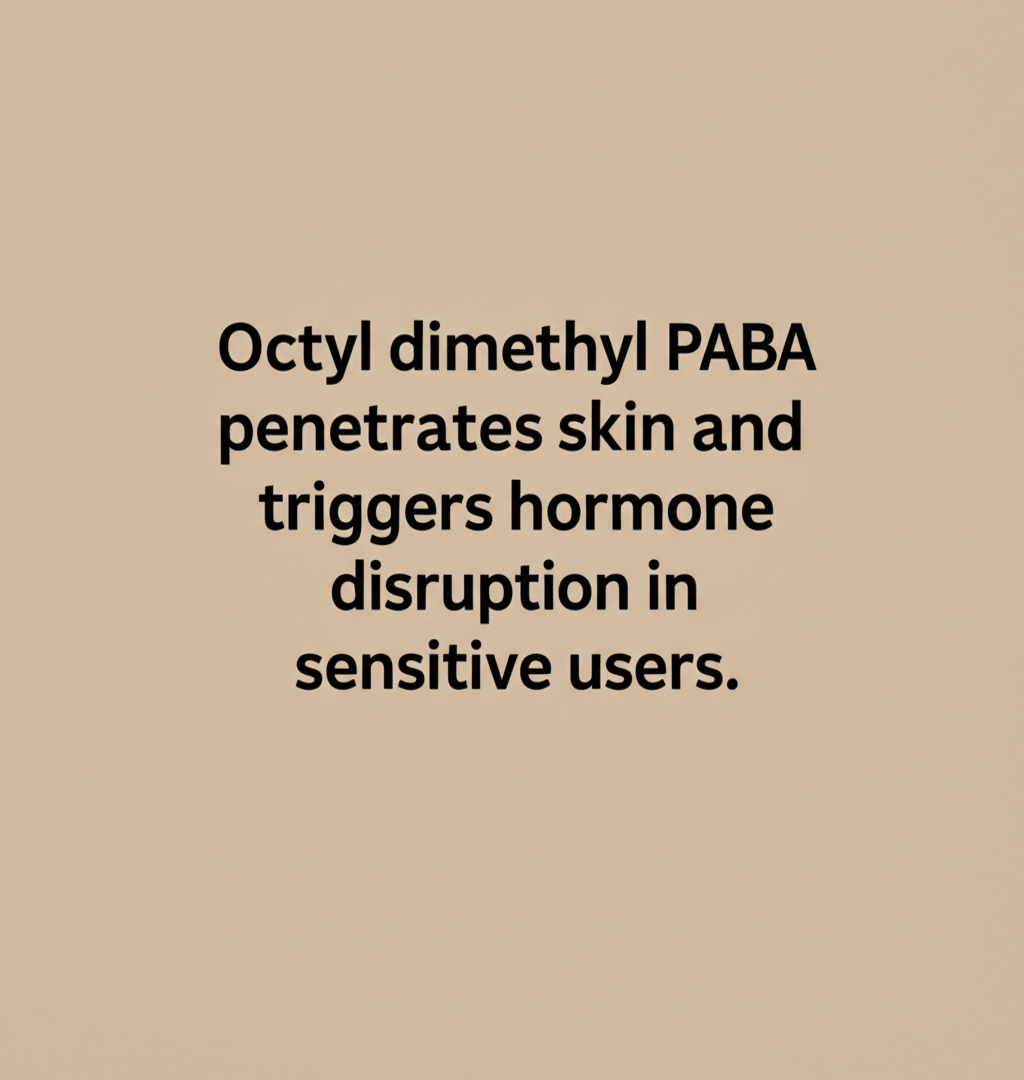 Octyl dimethyl PABA
penetrates skin and
triggers hormone
disruption in
sensitive users.